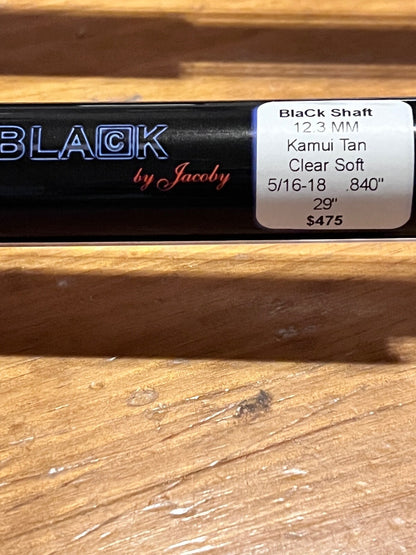 BLACK
by Jacoby
BlaCk Shaft
12.3 MM
Kamui Tan
Clear Soft
5/16-18 .840"
29"
$475